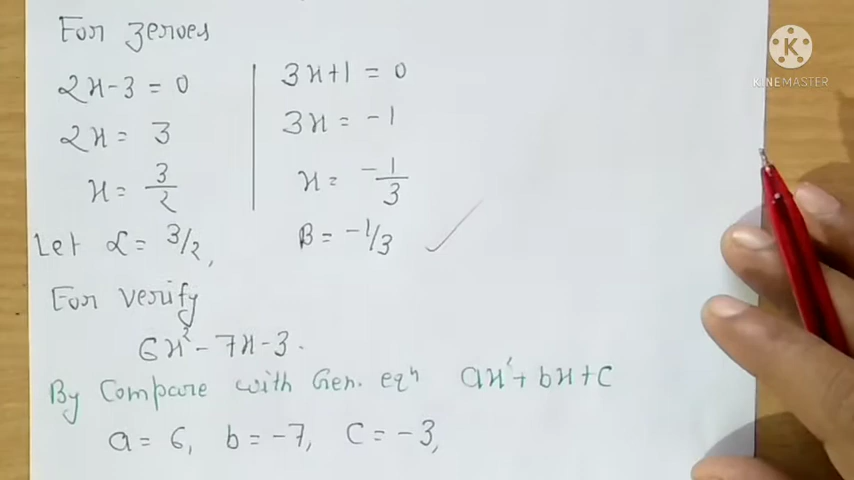 For zeroes
2x-3 = 0
2x = 3
x = 3/2
3x+1 = 0
3x = -1
x = -1/3
Let α = 3/2, β = -1/3 ✓
For verify
6x² - 7x - 3.
By Compare with Gen. eqn ax² + bx + c
a = 6, b = -7, c = -3,
K
KINEMASTER